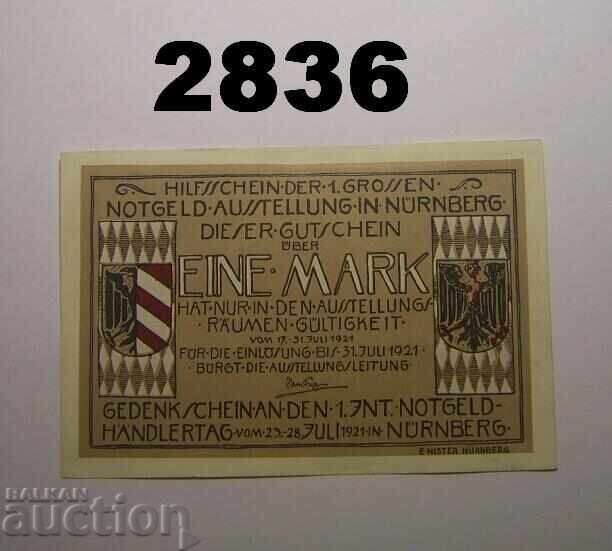 2836
HILFSSCHEIN·DER·1·GROSSEN·
NOTGELD·AUSSTELLUNG·IN·NÜRNBERG·
DIESER·GUTSCHEIN
ÜBER
EINE·MARK
HAT·NUR·IN·DEN·AUSSTELLUNGS-
·RÄUMEN·GÜLTIGKEIT·
VOM 17.-31.JULI 1921
FÜR·DIE·EINLÖSUNG·BIS·31.JULI 1921·
·BÜRGT·DIE·AUSSTELLUNGSLEITUNG·
GEDENKSCHEIN·AN·DEN·1.INT.NOTGELD-
HÄNDLERTAG·VOM·23.-28.JULI 1921·IN·NÜRNBERG·
E.NISTER NÜRNBERG
BALKAN
auction